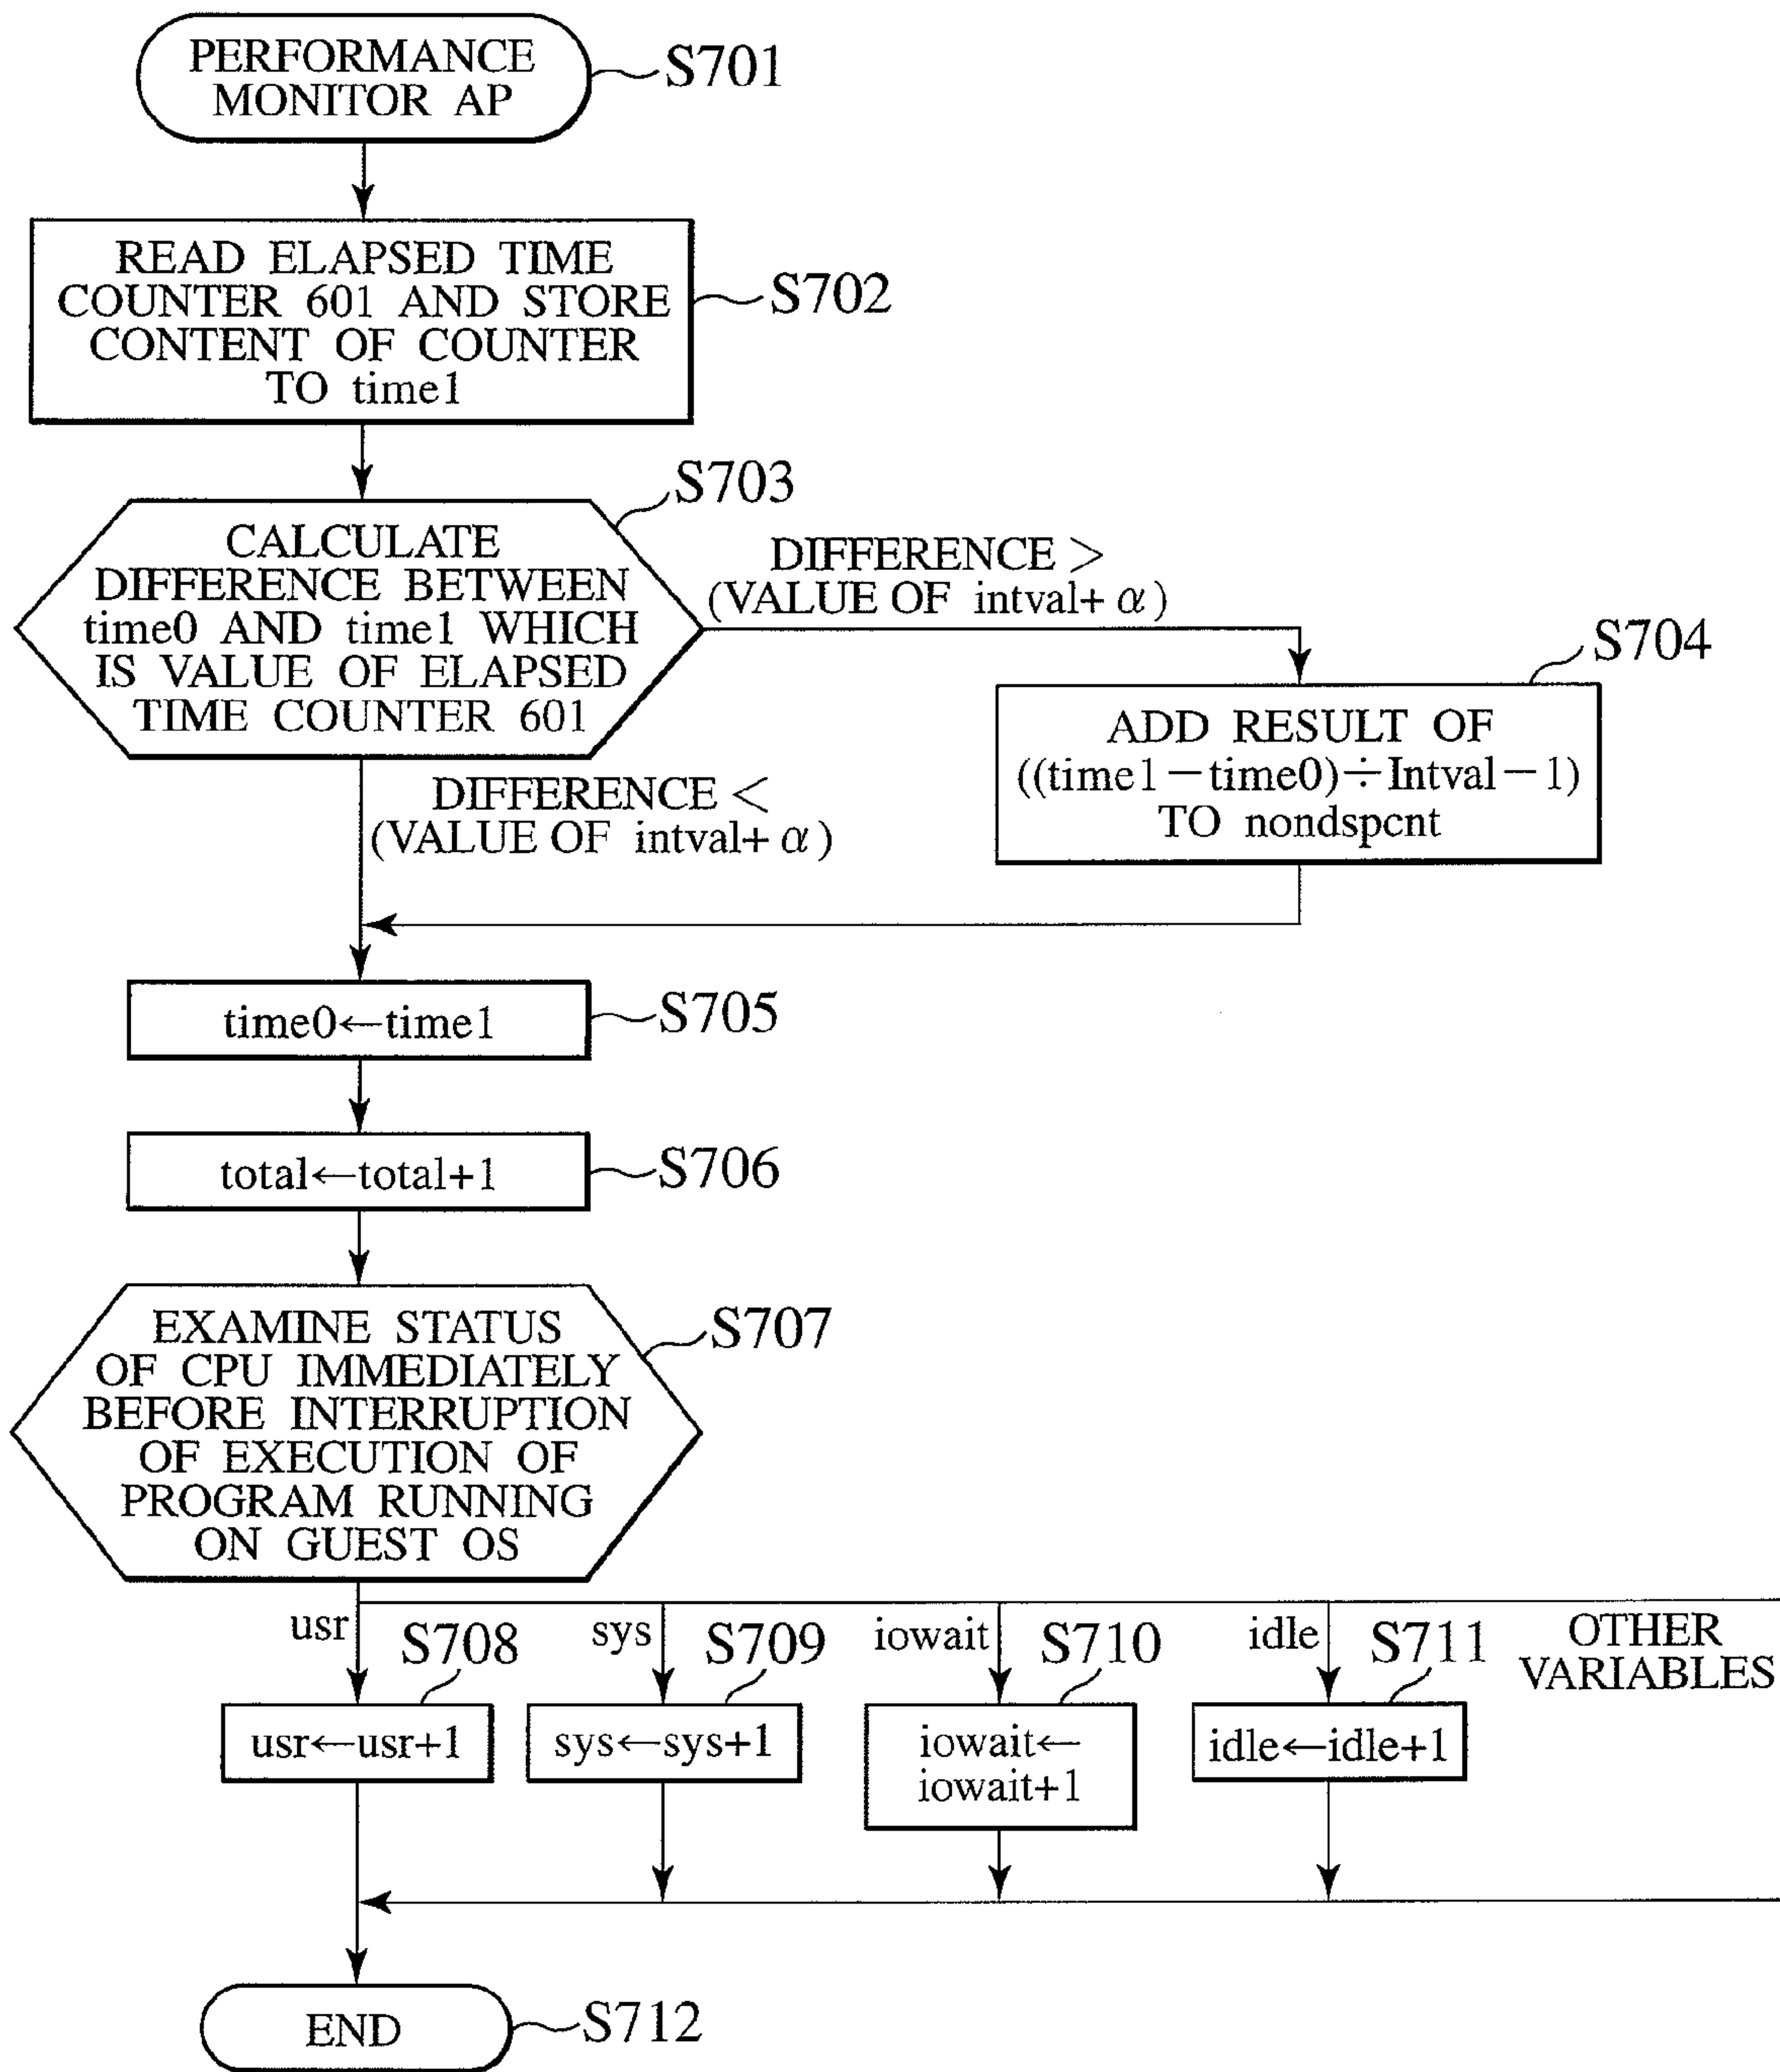 PERFORMANCE
MONITOR AP
S701
READ ELAPSED TIME
COUNTER 601 AND STORE
CONTENT OF COUNTER
TO time1
S702
S703
CALCULATE
DIFFERENCE BETWEEN
time0 AND time1 WHICH
IS VALUE OF ELAPSED
TIME COUNTER 601
DIFFERENCE >
(VALUE OF intval+ α)
S704
ADD RESULT OF
((time1−time0)÷Intval−1)
TO nondspcnt
DIFFERENCE <
(VALUE OF intval+ α)
time0←time1
S705
total←total+1
S706
EXAMINE STATUS
OF CPU IMMEDIATELY
BEFORE INTERRUPTION
OF EXECUTION OF
PROGRAM RUNNING
ON GUEST OS
S707
usr
S708
sys
S709
iowait
S710
idle
S711
OTHER
VARIABLES
usr←usr+1
sys←sys+1
iowait←
iowait+1
idle←idle+1
END
S712